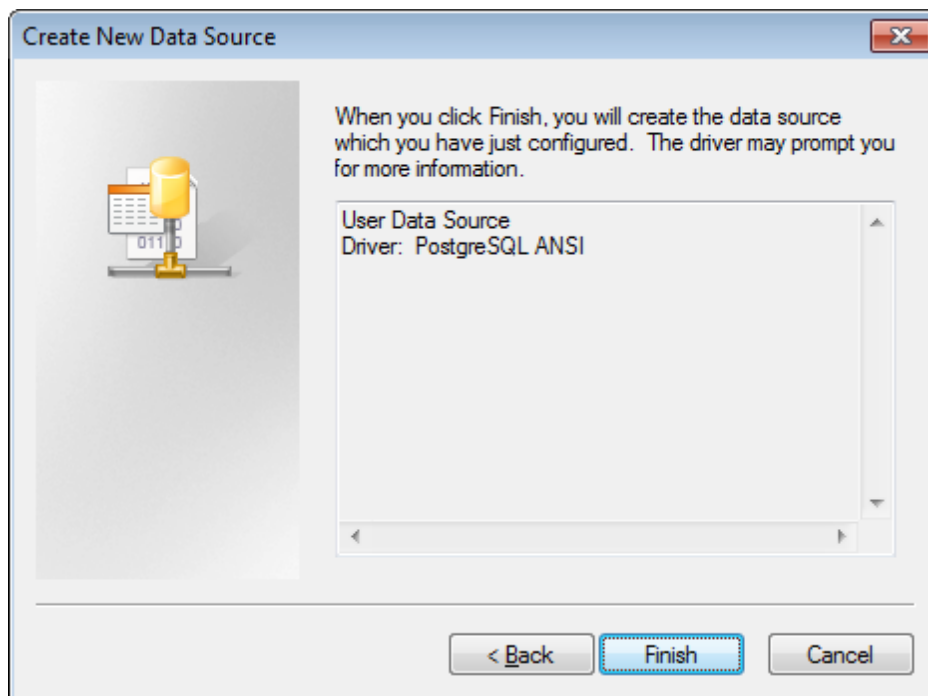 Create New Data Source
When you click Finish, you will create the data source
which you have just configured.  The driver may prompt you
for more information.
User Data Source
Driver:  PostgreSQL ANSI
< Back
Finish
Cancel